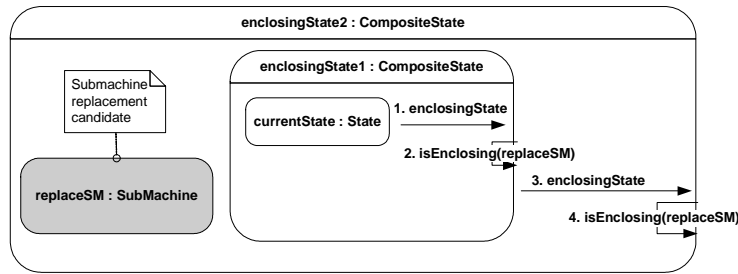 enclosingState2 : CompositeState
enclosingState1 : CompositeState
Submachine
replacement
candidate
currentState : State
1. enclosingState
2. isEnclosing(replaceSM)
3. enclosingState
replaceSM : SubMachine
4. isEnclosing(replaceSM)